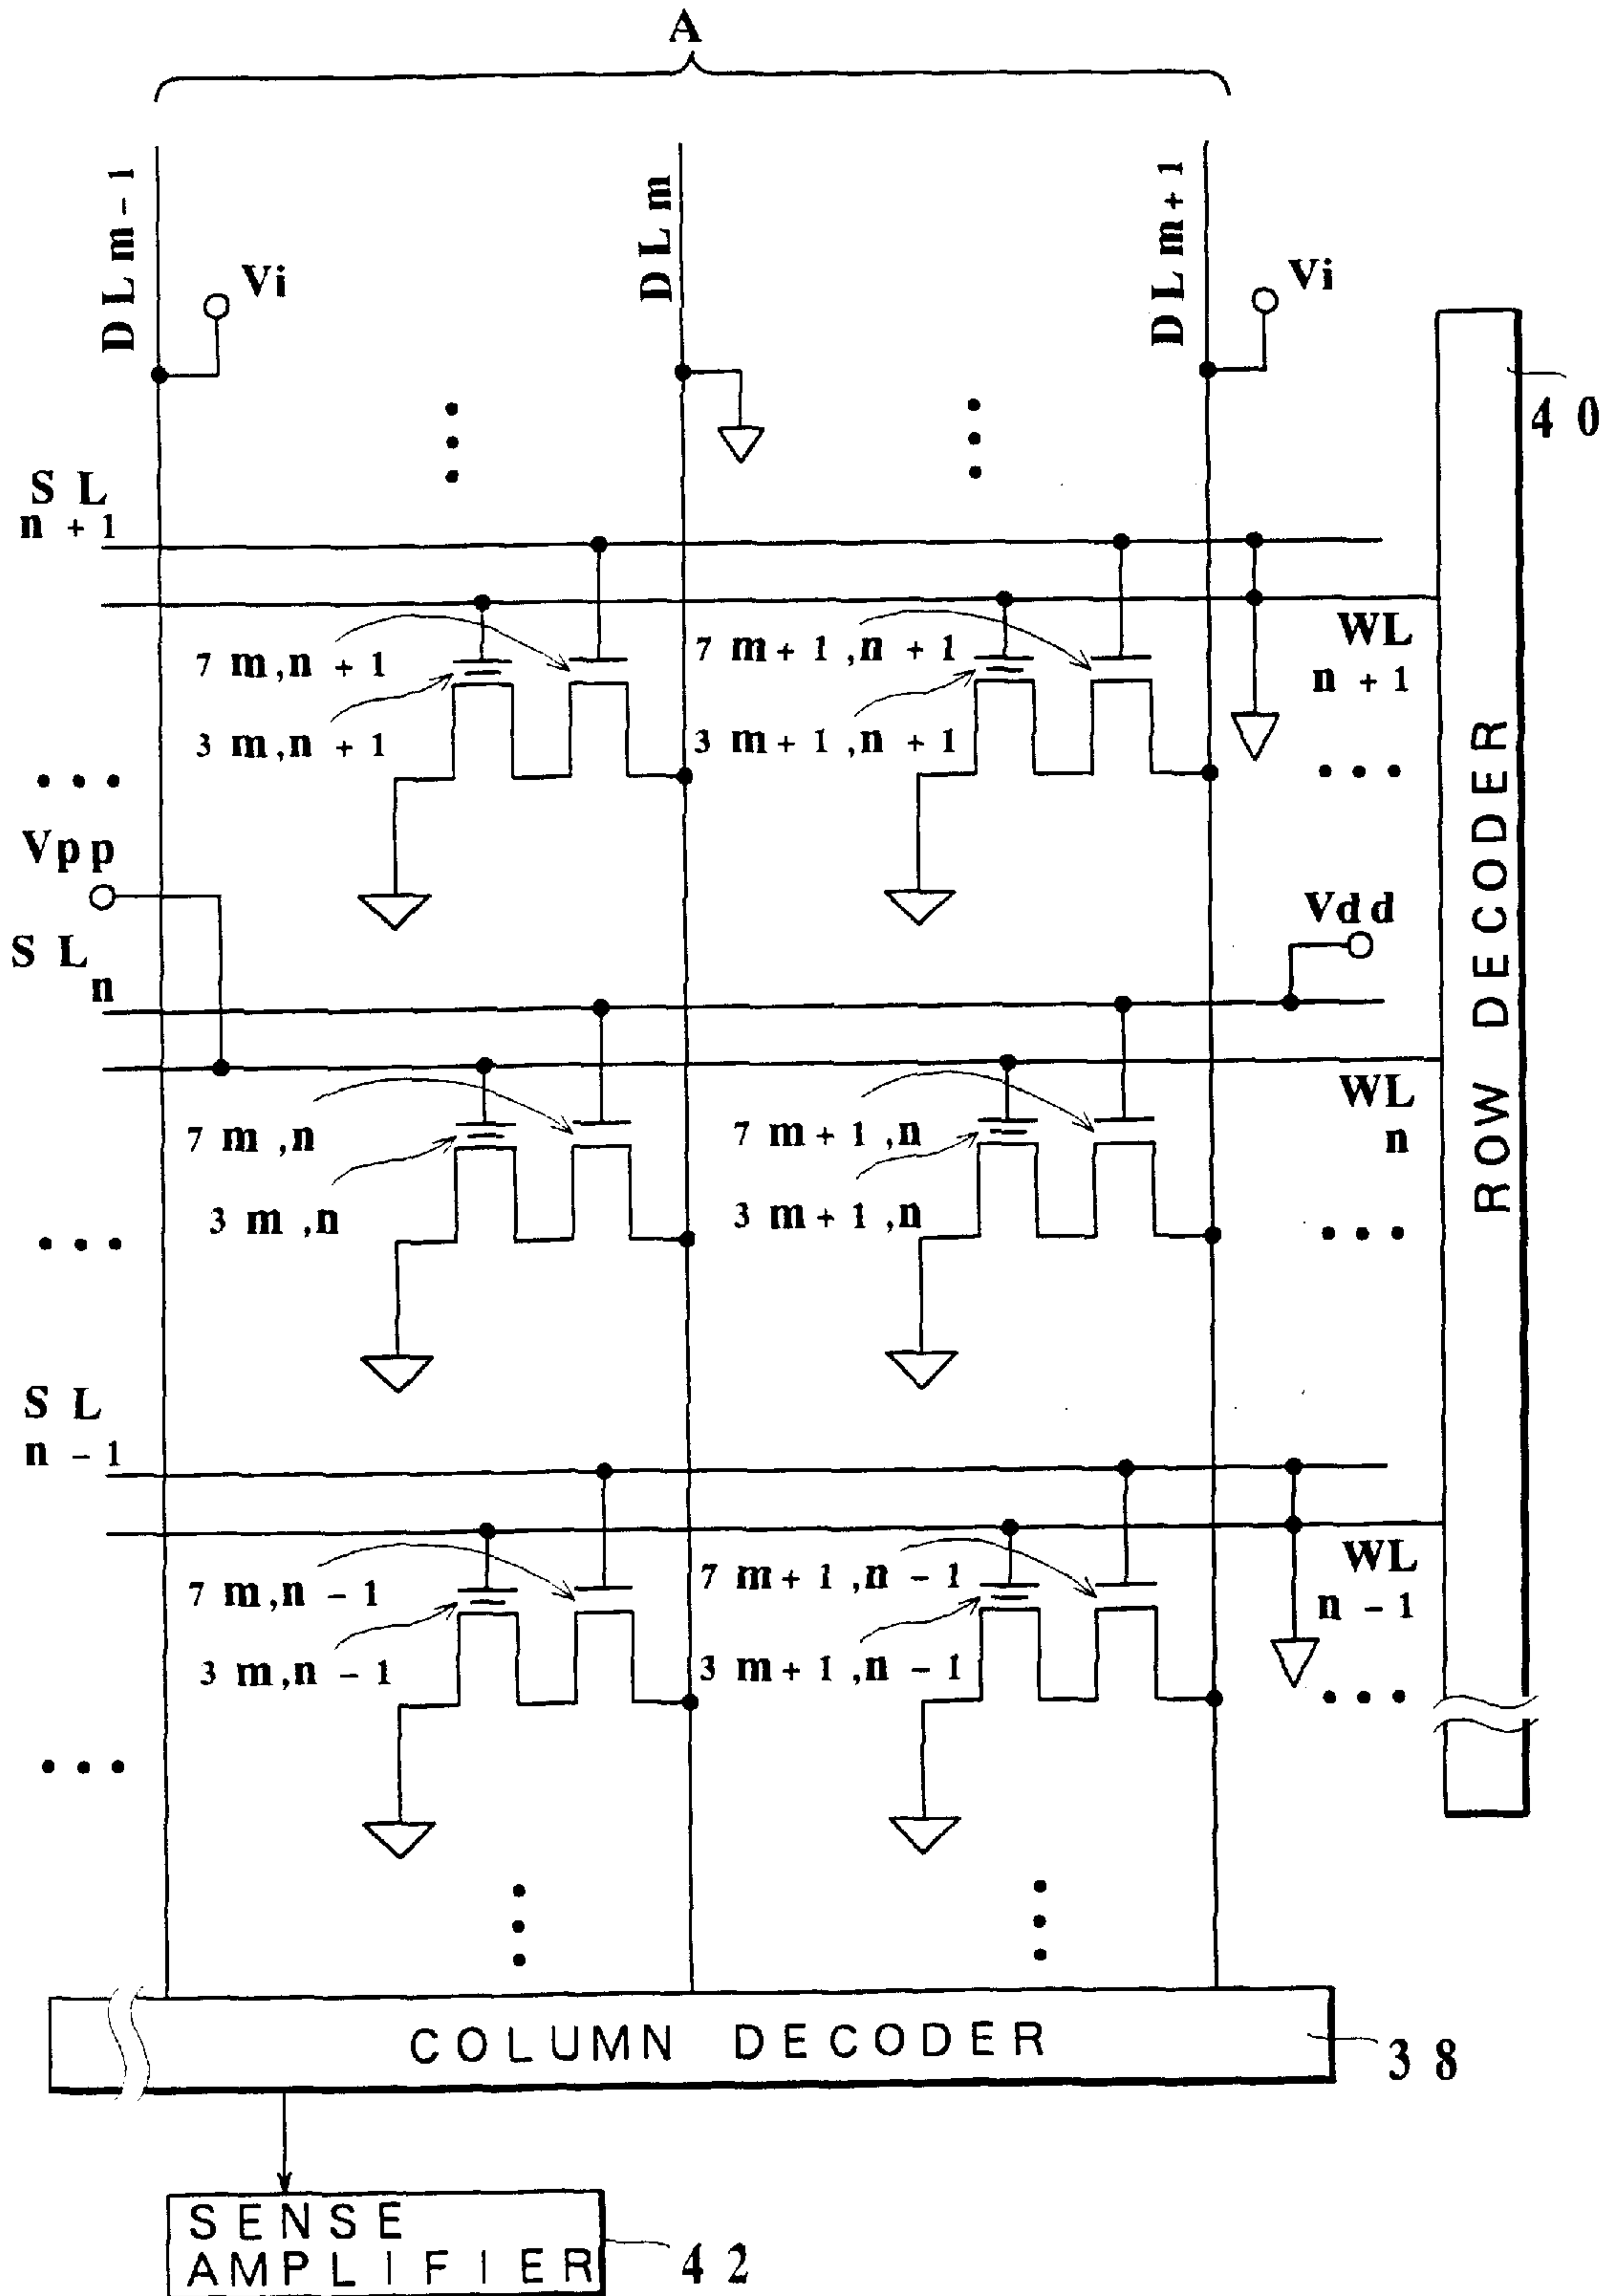 A
DLm-1
DLm
DLm+1
Vi
Vi
40
SL
n+1
WL
n+1
7 m,n+1
7 m+1,n+1
3 m,n+1
3 m+1,n+1
Vpp
Vdd
SL
n
WL
n
7 m,n
7 m+1,n
3 m,n
3 m+1,n
ROW DECODER
SL
n-1
WL
n-1
7 m,n-1
7 m+1,n-1
3 m,n-1
3 m+1,n-1
COLUMN DECODER
38
SENSE
AMPLIFIER
42